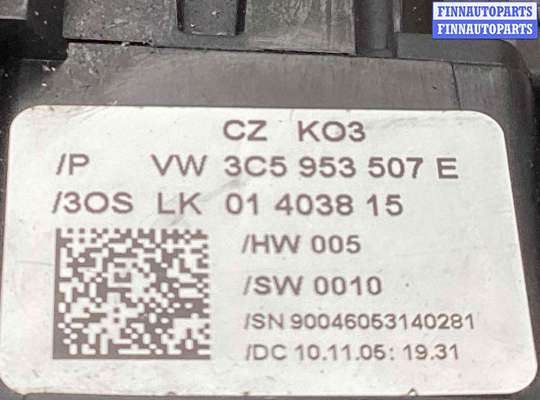 FINNAUTOPARTS
FINNAUTOPARTS
CZ KO3
/P VW 3C5 953 507 E
/3OS LK 01 4038 15
/HW 005
/SW 0010
/SN 90046053140281
/DC 10.11.05: 19.31